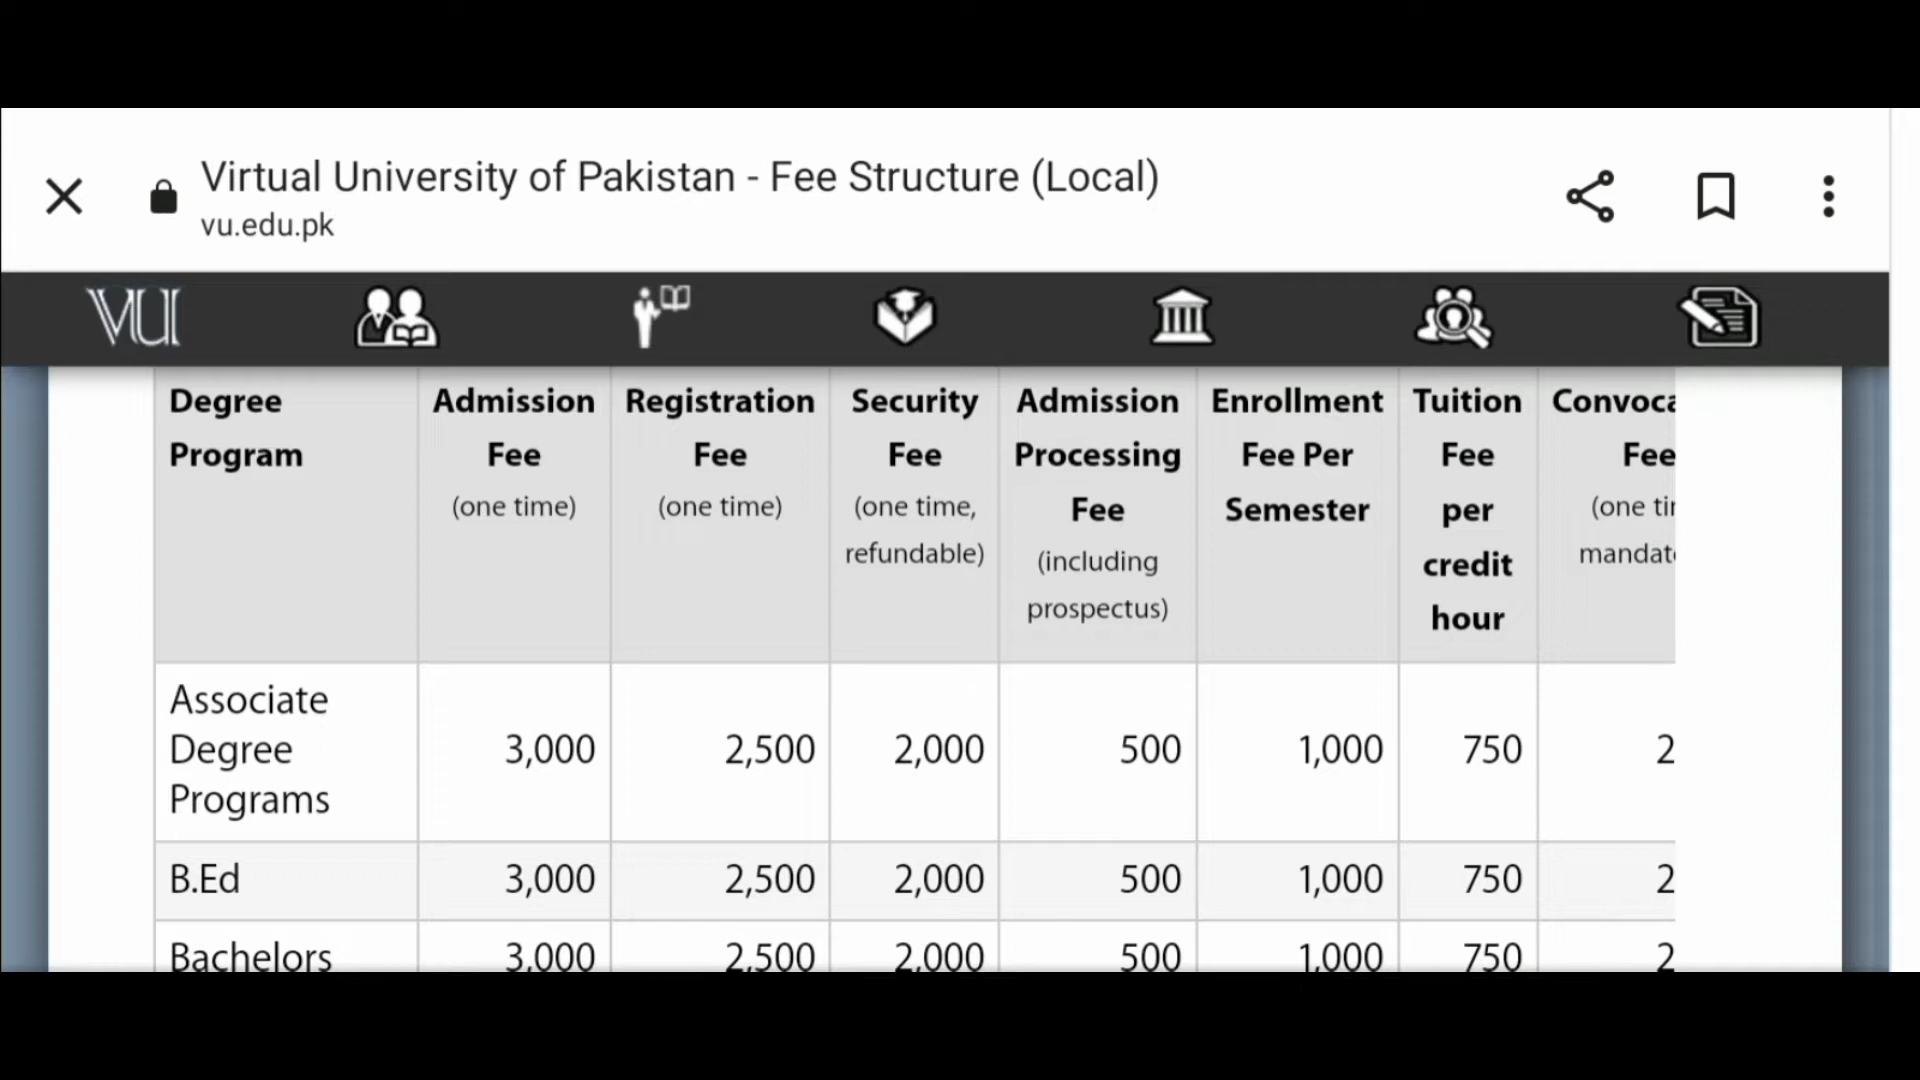 Virtual University of Pakistan - Fee Structure (Local)
vu.edu.pk
VU
Degree Program
Admission Fee (one time)
Registration Fee (one time)
Security Fee (one time, refundable)
Admission Processing Fee (including prospectus)
Enrollment Fee Per Semester
Tuition Fee per credit hour
Fee
Associate Degree Programs 3,000 2,500 2,000 500 1,000 750
B.Ed 3,000 2,500 2,000 500 1,000 750
Bachelors 3,000 2,500 2,000 500 1,000 750